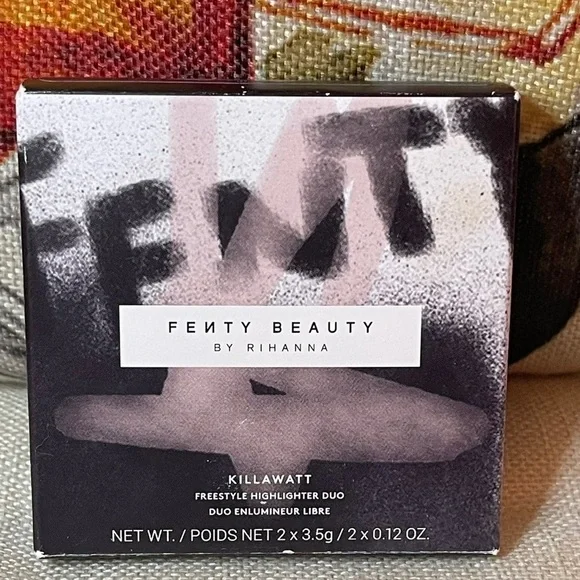 FENTY
FEИTY BEAUTY
BY RIHANNA
KILLAWATT
FREESTYLE HIGHLIGHTER DUO
DUO ENLUMINEUR LIBRE
NET WT. / POIDS NET 2 x 3.5g / 2 x 0.12 OZ.